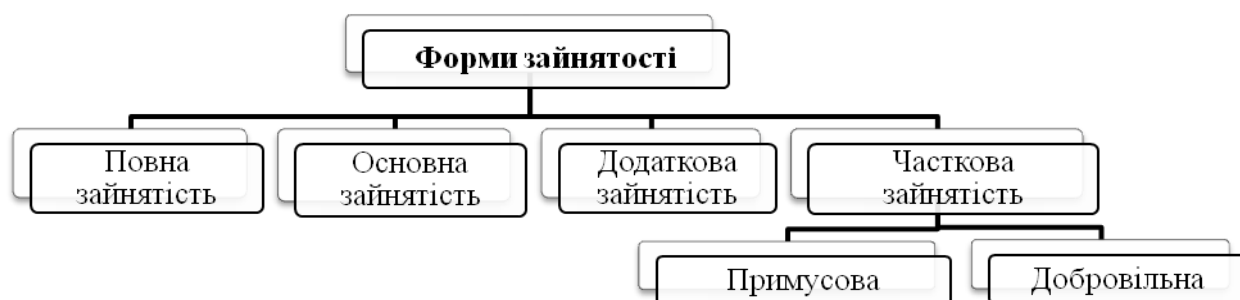 Форми зайнятості
Повна
зайнятість
Основна
зайнятість
Додаткова
зайнятість
Часткова
зайнятість
Примусова
Добровільна